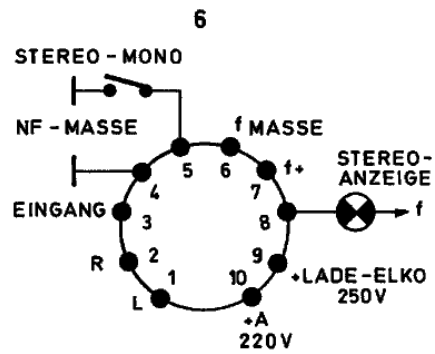 6
STEREO-MONO
NF-MASSE
f MASSE
5
6
f+
STEREO-
ANZEIGE
4
7
EINGANG
3
8
f
R
2
9
+LADE-ELKO
250V
L
1
10
+A
220V